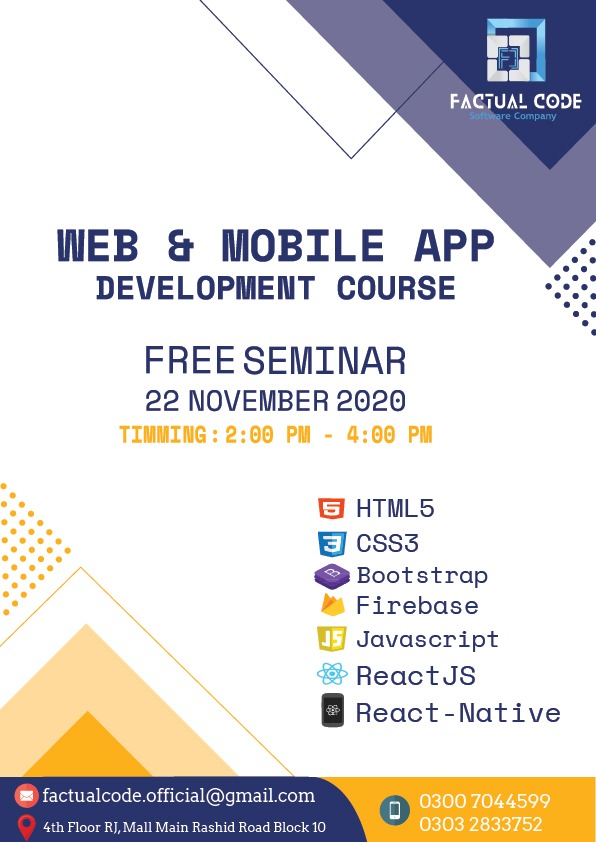 FACTUAL CODE
Software Company
WEB & MOBILE APP
DEVELOPMENT COURSE
FREE SEMINAR
22 NOVEMBER 2020
TIMMING: 2:00 PM - 4:00 PM
HTML5
CSS3
Bootstrap
Firebase
Javascript
ReactJS
React-Native
factualcode.official@gmail.com
4th Floor RJ, Mall Main Rashid Road Block 10
0300 7044599
0303 2833752